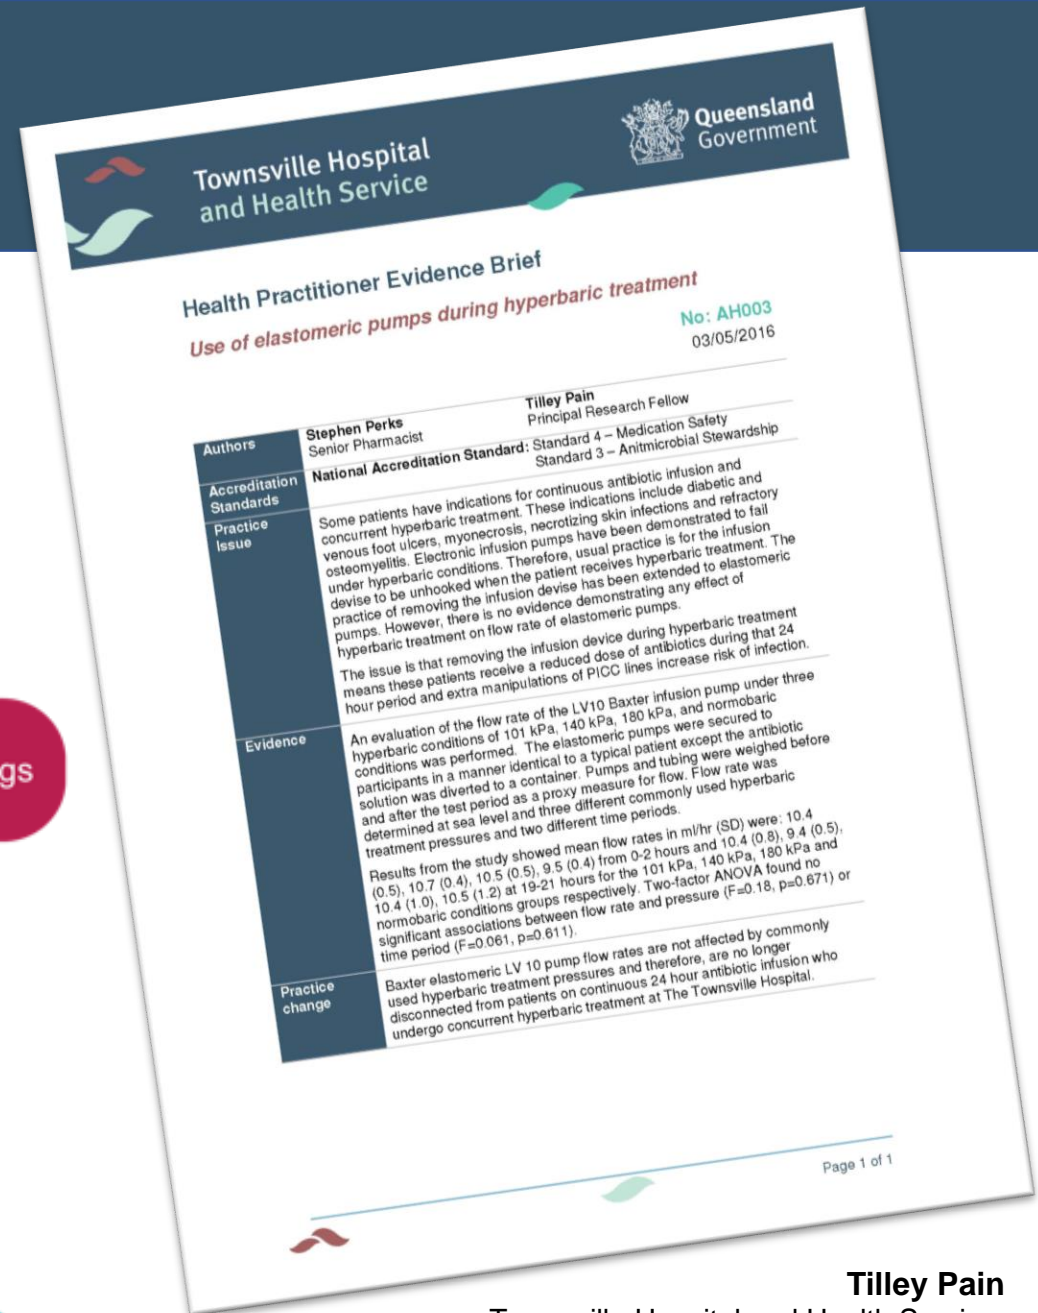 Townsville Hospital
and Health Service
Queensland
Government
Health Practitioner Evidence Brief
Use of elastomeric pumps during hyperbaric treatment
No: AH003
03/05/2016
Authors
Stephen Perks
Senior Pharmacist
Tilley Pain
Principal Research Fellow
Accreditation
Standards
National Accreditation Standard: Standard 4 – Medication Safety
Standard 3 – Anitmicrobial Stewardship
Practice
Issue
Some patients have indications for continuous antibiotic infusion and
concurrent hyperbaric treatment. These indications include diabetic and
venous foot ulcers, myonecrosis, necrotizing skin infections and refractory
osteomyelitis. Electronic infusion pumps have been demonstrated to fail
under hyperbaric conditions. Therefore, usual practice is for the infusion
devise to be unhooked when the patient receives hyperbaric treatment. The
practice of removing the infusion devise has been extended to elastomeric
pumps. However, there is no evidence demonstrating any effect of
hyperbaric treatment on flow rate of elastomeric pumps.
The issue is that removing the infusion device during hyperbaric treatment
means these patients receive a reduced dose of antibiotics during that 24
hour period and extra manipulations of PICC lines increase risk of infection.
Evidence
An evaluation of the flow rate of the LV10 Baxter infusion pump under three
hyperbaric conditions of 101 kPa, 140 kPa, 180 kPa, and normobaric
conditions was performed. The elastomeric pumps were secured to
participants in a manner identical to a typical patient except the antibiotic
solution was diverted to a container. Pumps and tubing were weighed before
and after the test period as a proxy measure for flow. Flow rate was
determined at sea level and three different commonly used hyperbaric
treatment pressures and two different time periods.
Results from the study showed mean flow rates in ml/hr (SD) were: 10.4
(0.5), 10.7 (0.4), 10.5 (0.5), 9.5 (0.4) from 0-2 hours and 10.4 (0.8), 9.4 (0.5),
10.4 (1.0), 10.5 (1.2) at 19-21 hours for the 101 kPa, 140 kPa, 180 kPa and
normobaric conditions groups respectively. Two-factor ANOVA found no
significant associations between flow rate and pressure (F=0.18, p=0.671) or
time period (F=0.061, p=0.611).
Practice
change
Baxter elastomeric LV 10 pump flow rates are not affected by commonly
used hyperbaric treatment pressures and therefore, are no longer
disconnected from patients on continuous 24 hour antibiotic infusion who
undergo concurrent hyperbaric treatment at The Townsville Hospital.
Page 1 of 1
gs
Tilley Pain